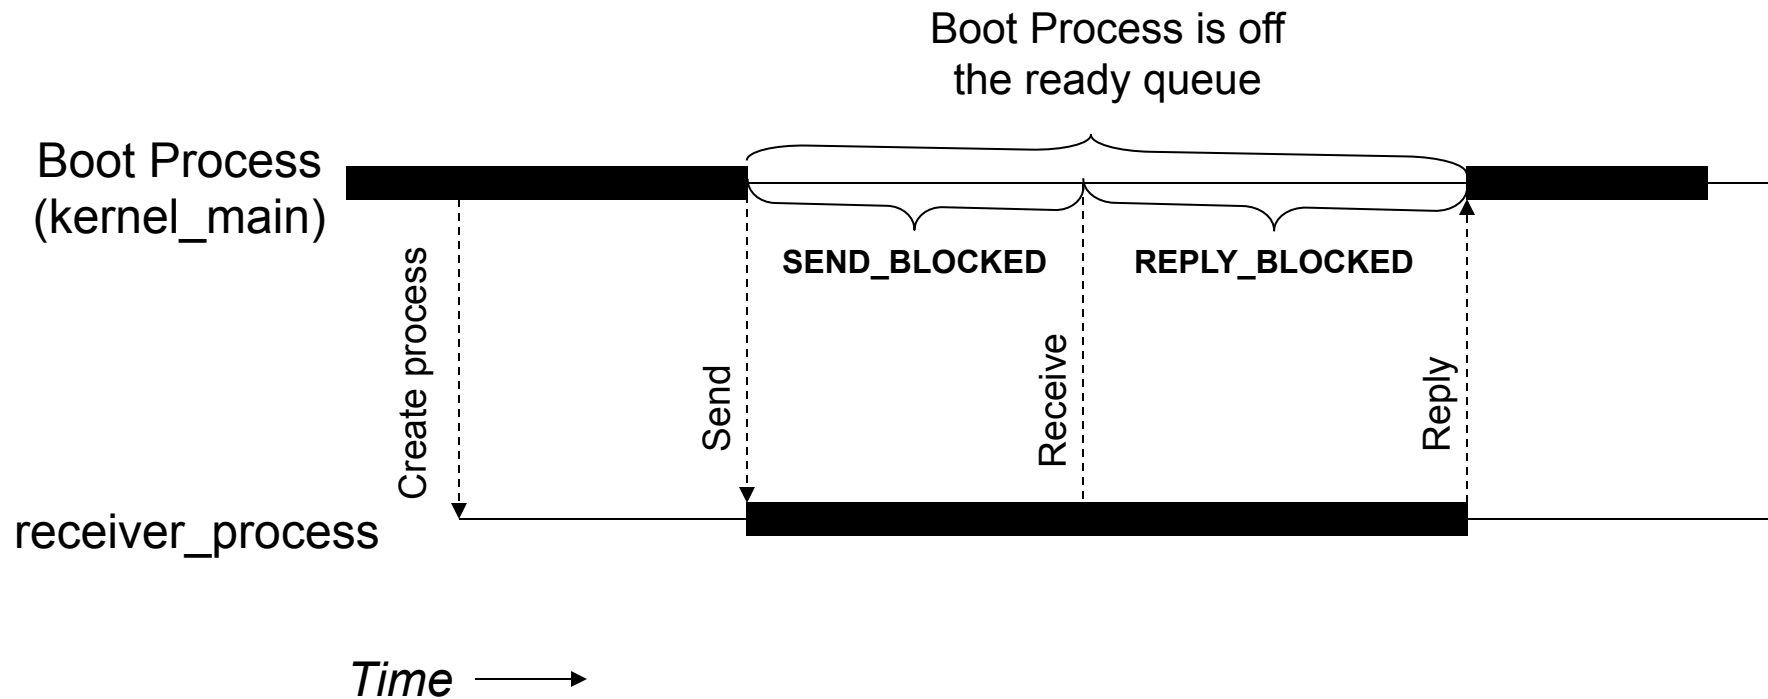 Boot Process is off
the ready queue
Boot Process
(kernel_main)
SEND_BLOCKED
REPLY_BLOCKED
Create process
Send
Receive
Reply
receiver_process
Time